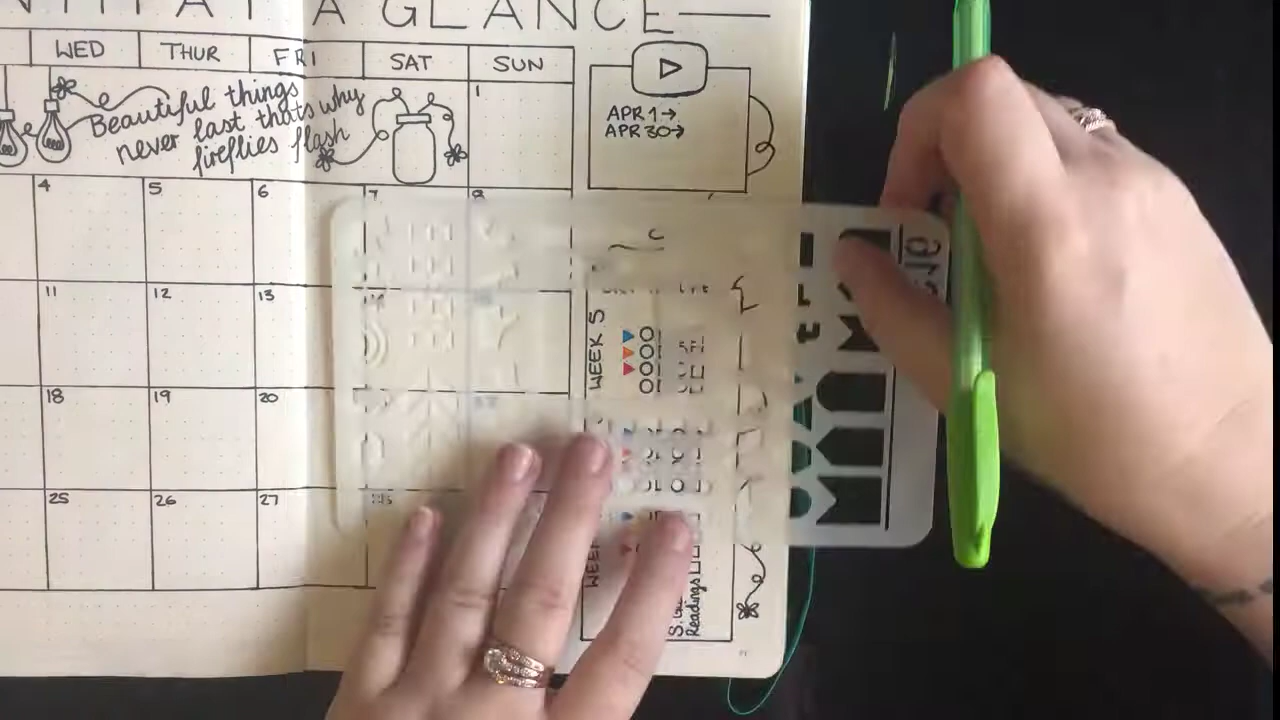 AT A GLANCE
WED THUR FRI SAT SUN
Beautiful things
never last that's why
fireflies flash
1
APR 1→
APR 30→
4 5 6 7 8
11 12 13
18 19 20
25 26 27
WEEK 5
Readings